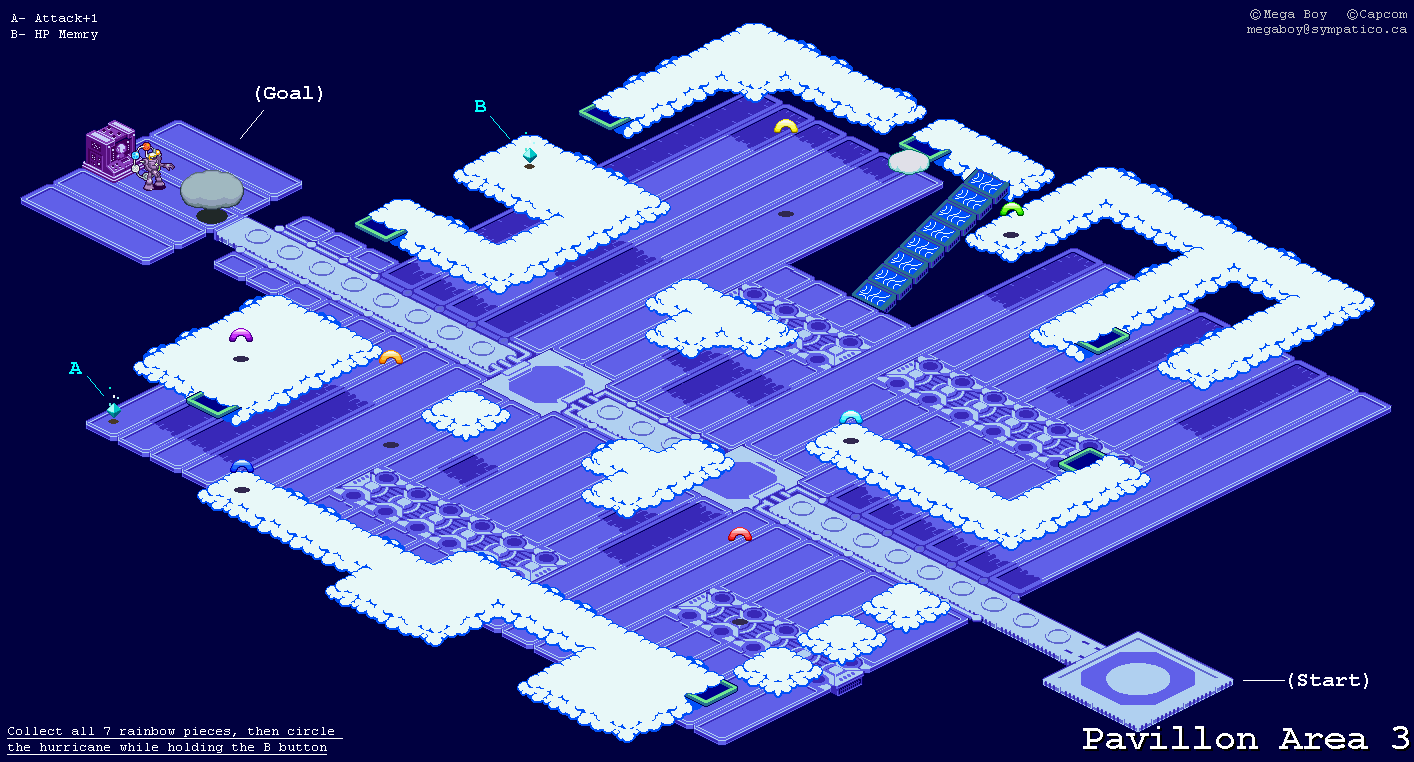 A- Attack+1
B- HP Memry
©Mega Boy ©Capcom
megaboy@sympatico.ca
(Goal)
B
A
(Start)
Collect all 7 rainbow pieces, then circle
the hurricane while holding the B button
Pavillon Area 3